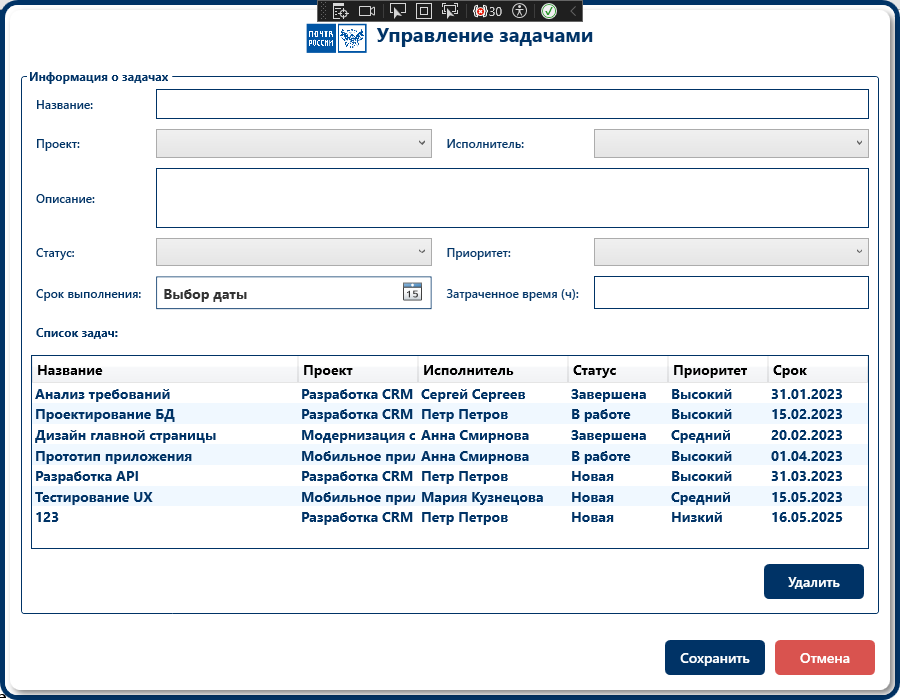 30
ПОЧТА РОССИИ
Управление задачами
Информация о задачах
Название:
Проект:
Исполнитель:
Описание:
Статус:
Приоритет:
Срок выполнения: Выбор даты 15
Затраченное время (ч):
Список задач:
Название Проект Исполнитель Статус Приоритет Срок
Анализ требований Разработка CRM Сергей Сергеев Завершена Высокий 31.01.2023
Проектирование БД Разработка CRM Петр Петров В работе Высокий 15.02.2023
Дизайн главной страницы Модернизация с Анна Смирнова Завершена Средний 20.02.2023
Прототип приложения Мобильное прил Анна Смирнова В работе Высокий 01.04.2023
Разработка API Разработка CRM Петр Петров Новая Высокий 31.03.2023
Тестирование UX Мобильное прил Мария Кузнецова Новая Средний 15.05.2023
123 Разработка CRM Петр Петров Новая Низкий 16.05.2025
Удалить
Сохранить Отмена
е